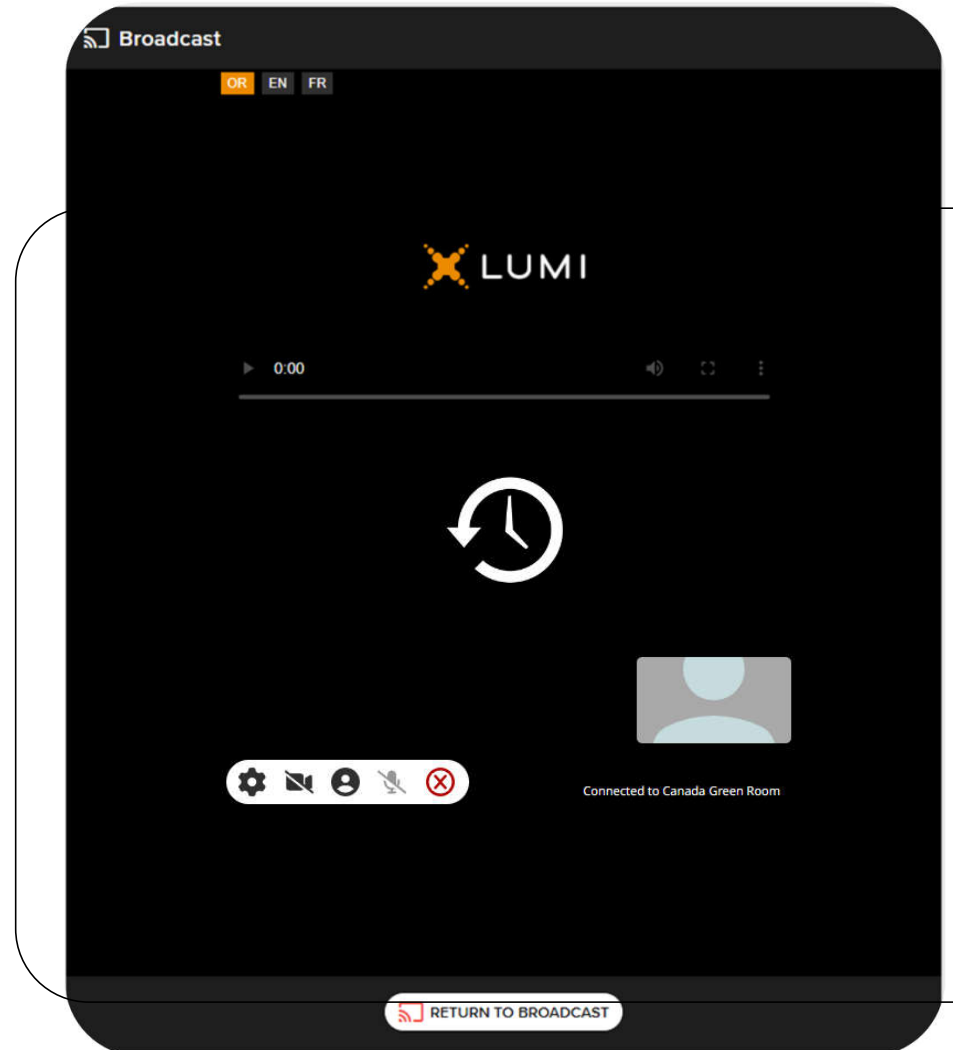 Broadcast
OR EN FR
LUMI
0:00
Connected to Canada Green Room
RETURN TO BROADCAST